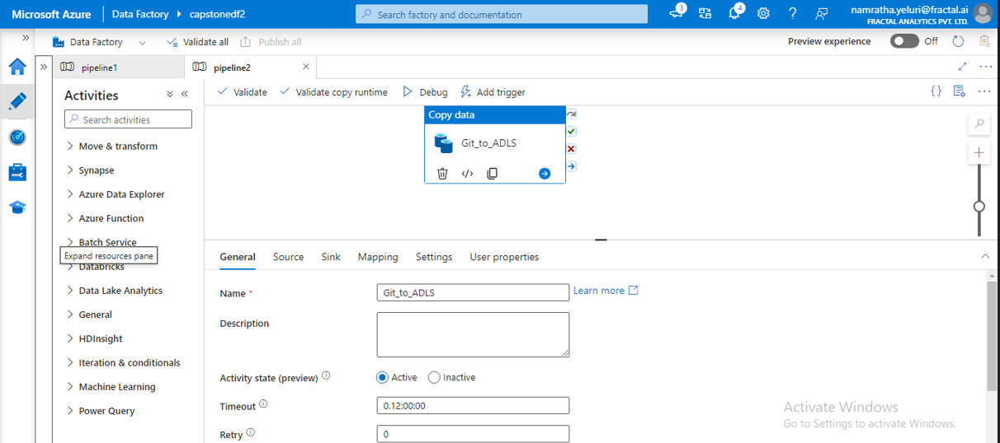 Microsoft Azure
Data Factory
capstonedf2
Search factory and documentation
3
4
namratha.yeluri@fractal.ai
FRACTAL ANALYTICS PVT. LTD.
Data Factory
Validate all
Publish all
Preview experience
Off
pipeline1
pipeline2
Activities
Search activities
Move & transform
Synapse
Azure Data Explorer
Azure Function
Batch Service
Expand resources pane
Databricks
Data Lake Analytics
General
HDInsight
Iteration & conditionals
Machine Learning
Power Query
Validate
Validate copy runtime
Debug
Add trigger
Copy data
Git_to_ADLS
General
Source
Sink
Mapping
Settings
User properties
Name *
Git_to_ADLS
Learn more
Description
Activity state (preview)
Active
Inactive
Timeout
0.12:00:00
Retry
0
Activate Windows
Go to Settings to activate Windows.